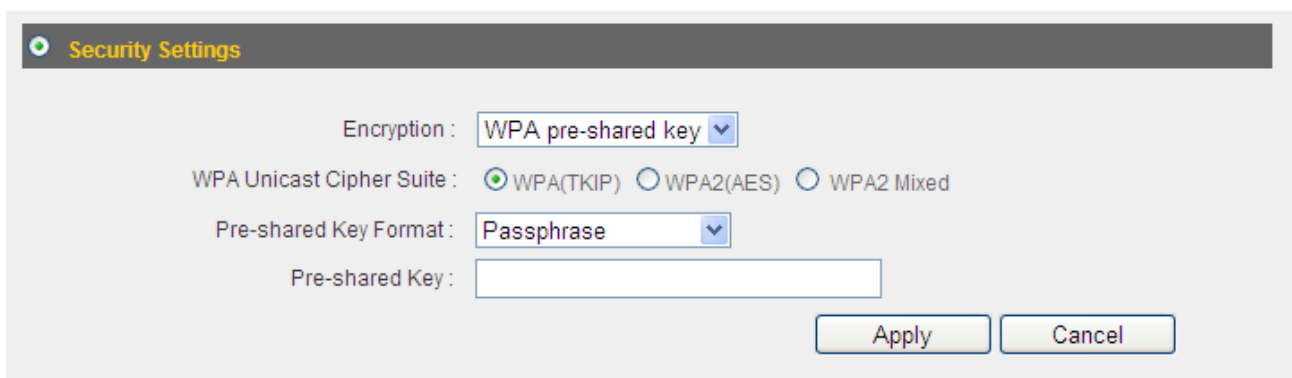 Security Settings
Encryption : WPA pre-shared key
WPA Unicast Cipher Suite : WPA(TKIP) WPA2(AES) WPA2 Mixed
Pre-shared Key Format : Passphrase
Pre-shared Key :
Apply Cancel